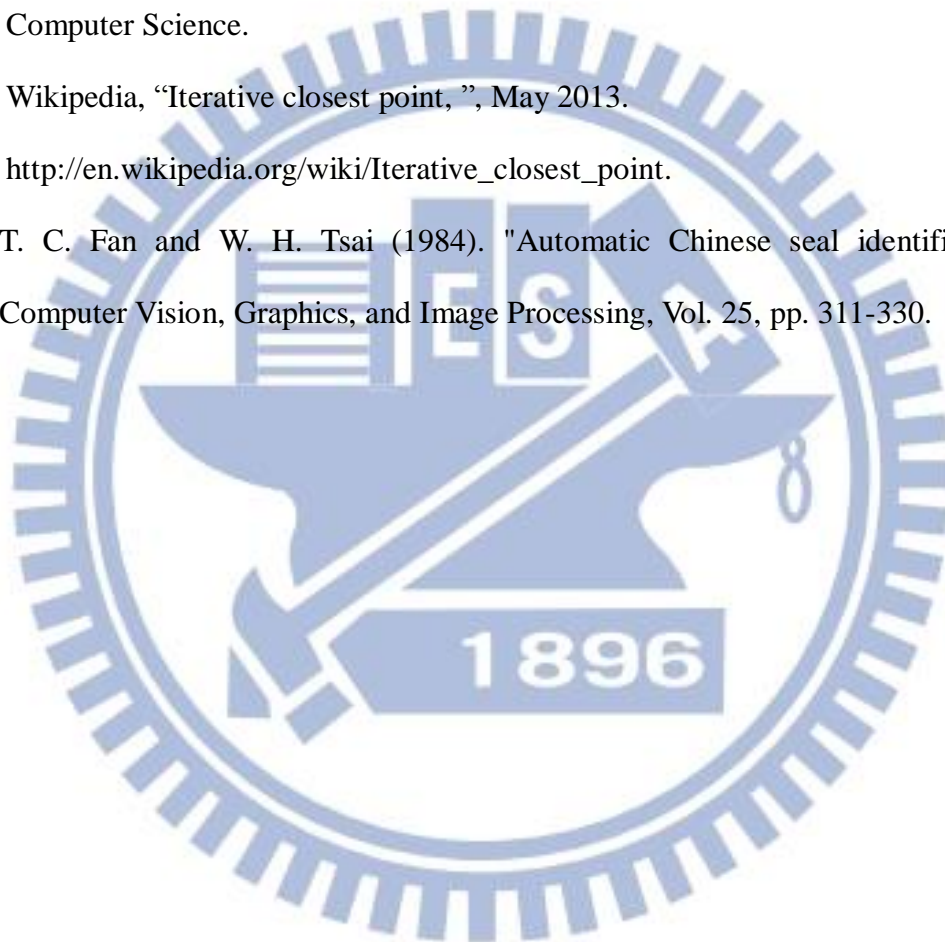 Computer Science.
Wikipedia, “Iterative closest point, ”, May 2013.
http://en.wikipedia.org/wiki/Iterative_closest_point.
T. C. Fan and W. H. Tsai (1984). "Automatic Chinese seal identifi
Computer Vision, Graphics, and Image Processing, Vol. 25, pp. 311-330.
E S A
1896